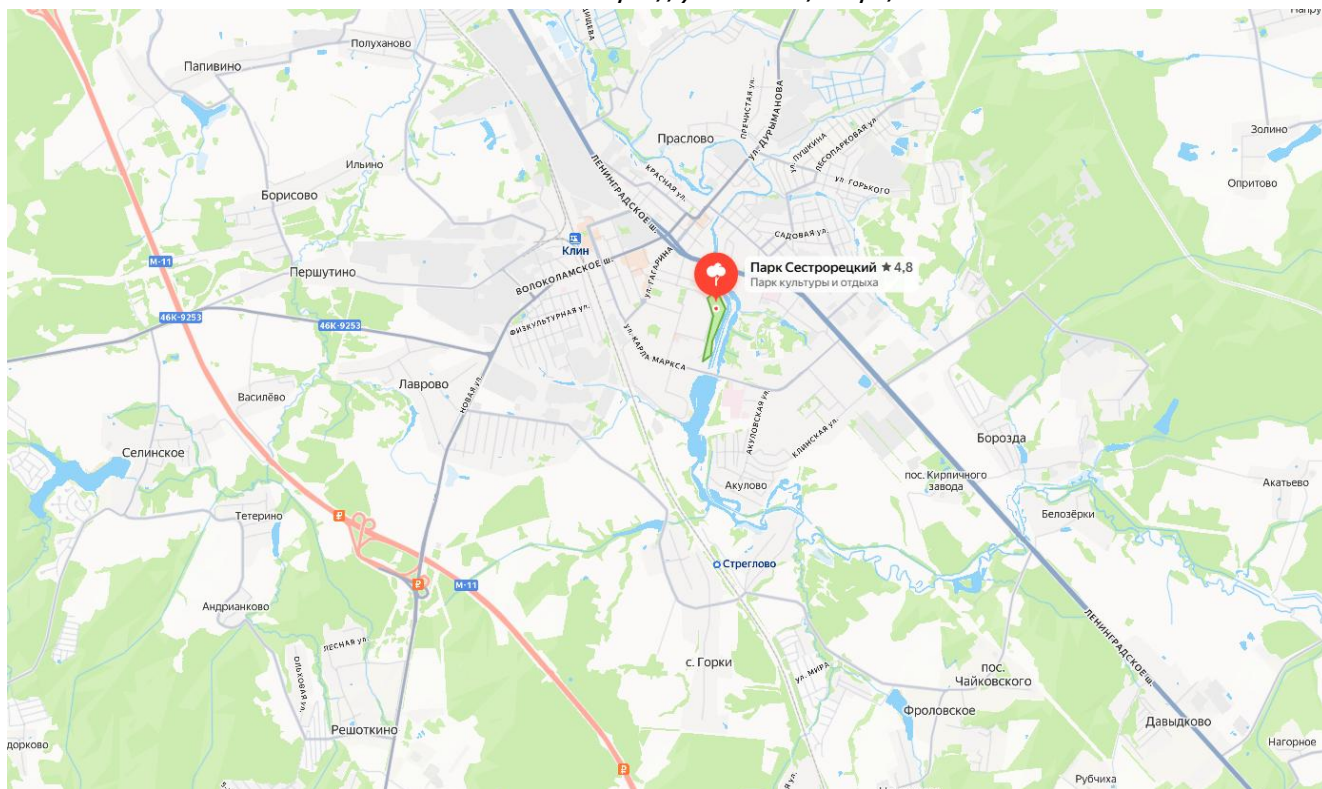 Полуханово
Папивино
Праслово
ПРЕЧИСТАЯ ул.
ул. ДУРЫМАНОВА
ул. ПУШКИНА
ЛЕСОПАРКОВАЯ ул.
Золино
Ильино
ЛЕНИНГРАДСКОЕ ш.
КРАСНАЯ ул.
ул. ГОРЬКОГО
Опритово
Борисово
САДОВАЯ ул.
Клин
М-11
Першутино
ВОЛОКОЛАМСКОЕ ш.
ул. ГАГАРИНА
Парк Сестрорецкий ★ 4,8
Парк культуры и отдыха
46К-9253
46К-9253
ФИЗКУЛЬТУРНАЯ ул.
ул. КАРЛА МАРКСА
Лаврово
НОВАЯ ул.
Василёво
АКУЛОВСКАЯ ул.
КЛИНСКАЯ ул.
Борозда
Селинское
пос. Кирпичного
завода
Акулово
Акатьево
Тетерино
Белозёрки
Стреглово
М-11
Андрианково
ЛЕСНАЯ ул.
ОЛЬХОВАЯ ул.
ЛЕНИНГРАДСКОЕ ш.
с. Горки
ул. МИРА
пос.
Чайковского
Фроловское
Давыдково
Решоткино
дорково
Нагорное
Рубчиха